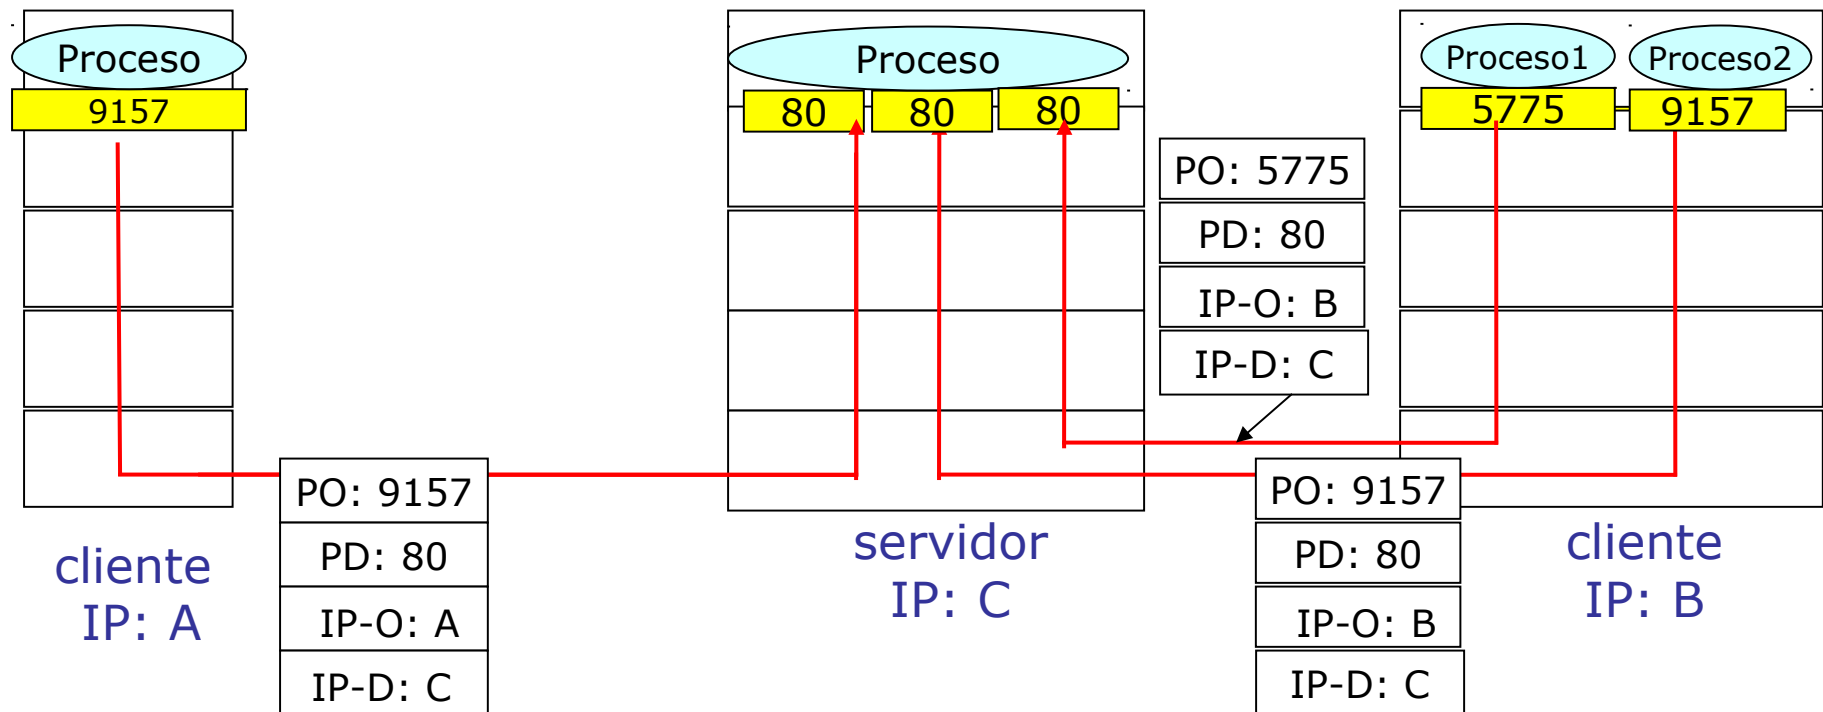 Proceso
9157
Proceso
80
80
80
Proceso1
Proceso2
5775
9157
PO: 5775
PD: 80
IP-O: B
IP-D: C
PO: 9157
PD: 80
IP-O: A
IP-D: C
PO: 9157
PD: 80
IP-O: B
IP-D: C
cliente
IP: A
servidor
IP: C
cliente
IP: B